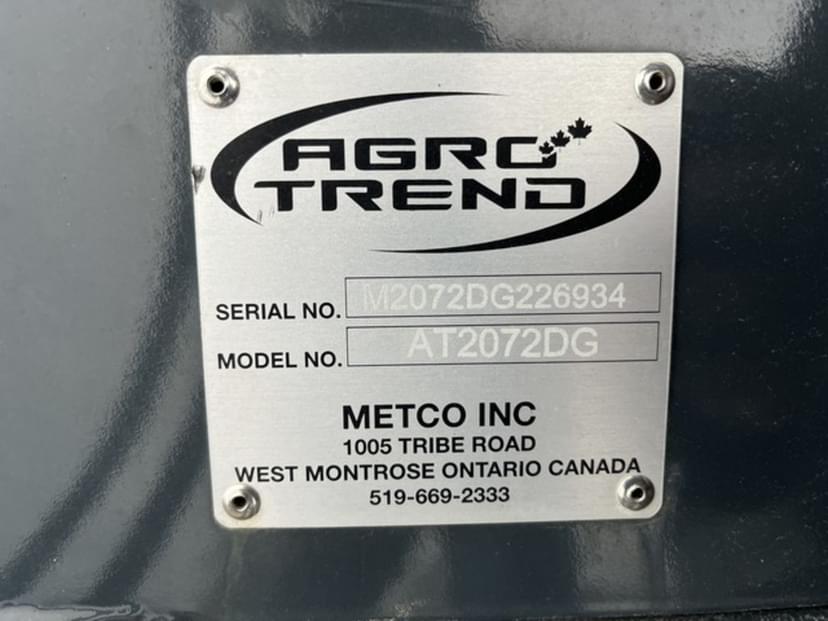 AGRO
TREND
SERIAL NO. M2072DG226934
MODEL NO. AT2072DG
METCO INC
1005 TRIBE ROAD
WEST MONTROSE ONTARIO CANADA
519-669-2333